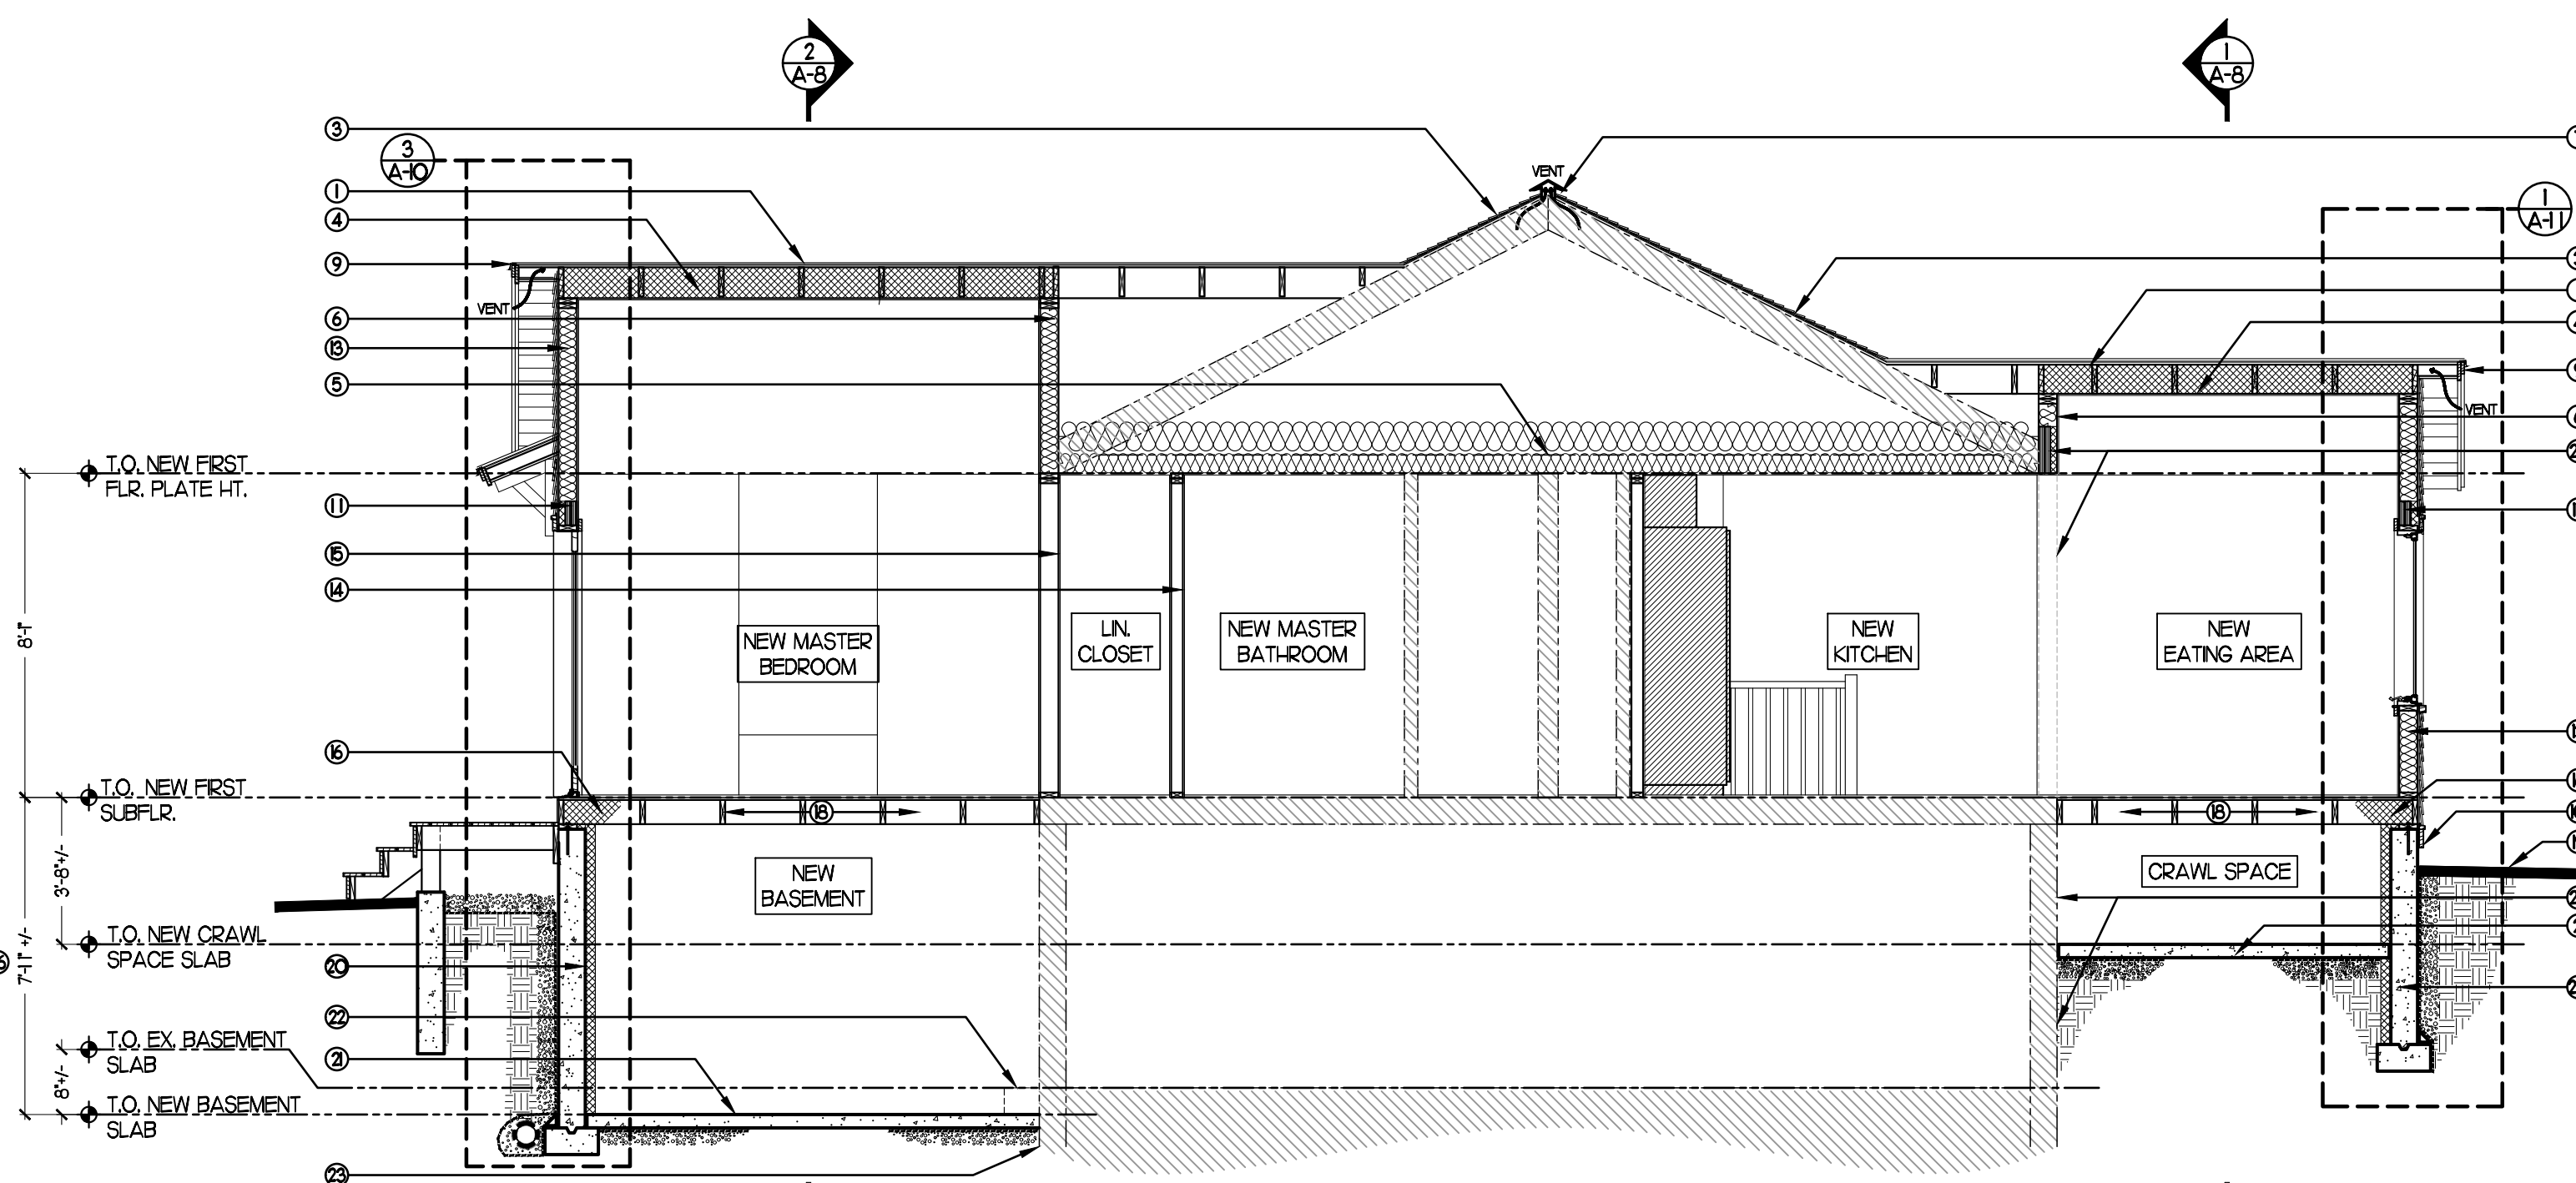 2
A-8
1
A-8
3
A-10
1
A-11
VENT
VENT
VENT
3
1
4
9
6
13
5
11
15
14
16
20
22
21
23
T.O. NEW FIRST
FLR. PLATE HT.
T.O. NEW FIRST
SUBFLR.
T.O. NEW CRAWL
SPACE SLAB
T.O. EX. BASEMENT
SLAB
T.O. NEW BASEMENT
SLAB
8'-1"
3'-8"+/-
7'-11" +/-
8"+/-
NEW MASTER
BEDROOM
LIN.
CLOSET
NEW MASTER
BATHROOM
NEW
KITCHEN
NEW
EATING AREA
18
18
NEW
BASEMENT
CRAWL SPACE